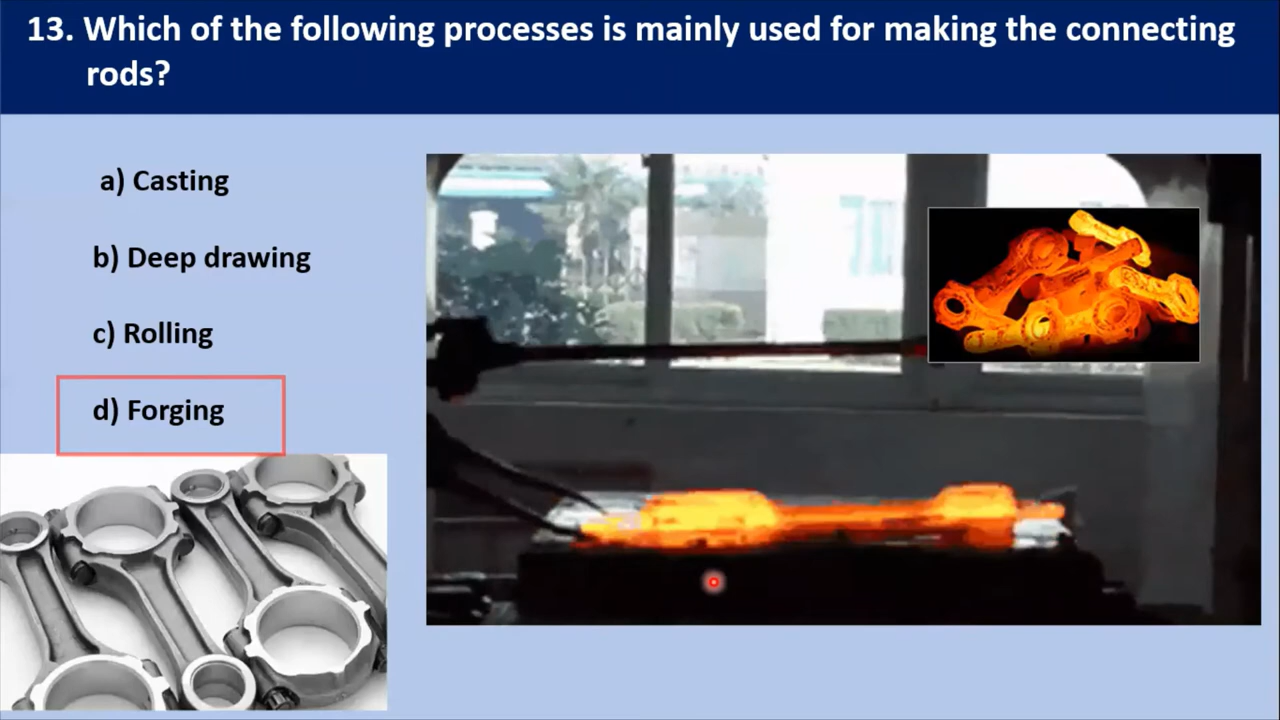 13. Which of the following processes is mainly used for making the connecting
rods?
a) Casting
b) Deep drawing
c) Rolling
d) Forging